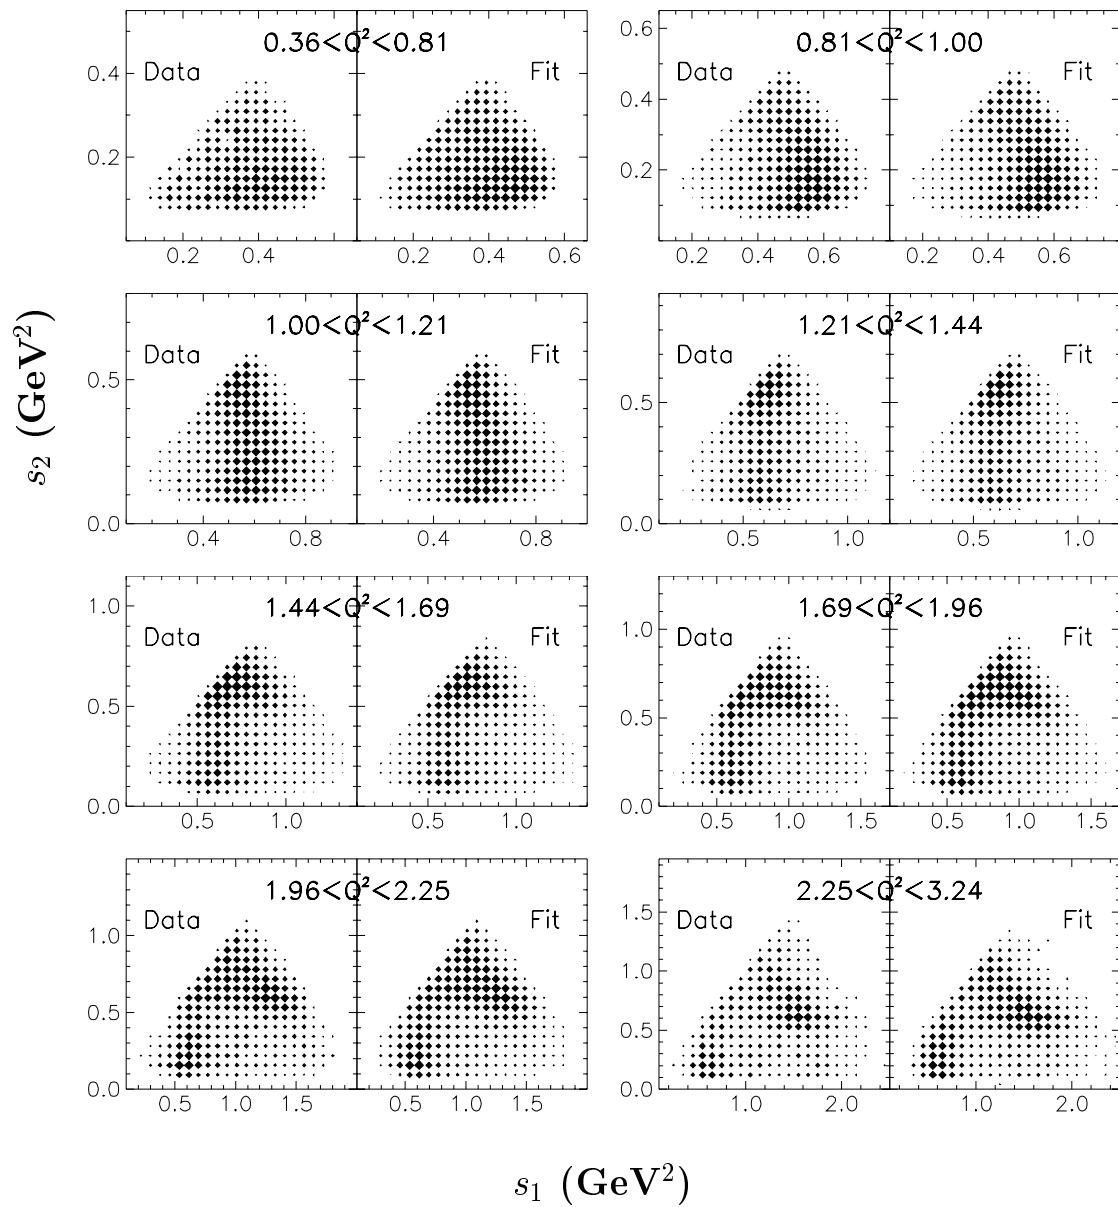 0.36<Q²<0.81
Data
Fit
0.4
0.2
0.2 0.4
0.2 0.4 0.6
0.81<Q²<1.00
Data
Fit
0.6
0.4
0.2
0.2 0.4 0.6
0.2 0.4 0.6
1.00<Q²<1.21
Data
Fit
0.5
0.0
0.4 0.8
0.4 0.8
1.21<Q²<1.44
Data
Fit
0.5
0.0
0.5 1.0
0.5 1.0
1.44<Q²<1.69
Data
Fit
1.0
0.5
0.0
0.5 1.0
0.5 1.0
1.69<Q²<1.96
Data
Fit
1.0
0.5
0.0
0.5 1.0 1.5
0.5 1.0 1.5
1.96<Q²<2.25
Data
Fit
1.0
0.5
0.0
0.5 1.0 1.5
0.5 1.0 1.5
2.25<Q²<3.24
Data
Fit
1.5
1.0
0.5
0.0
1.0 2.0
1.0 2.0
s₂ (GeV²)
s₁ (GeV²)